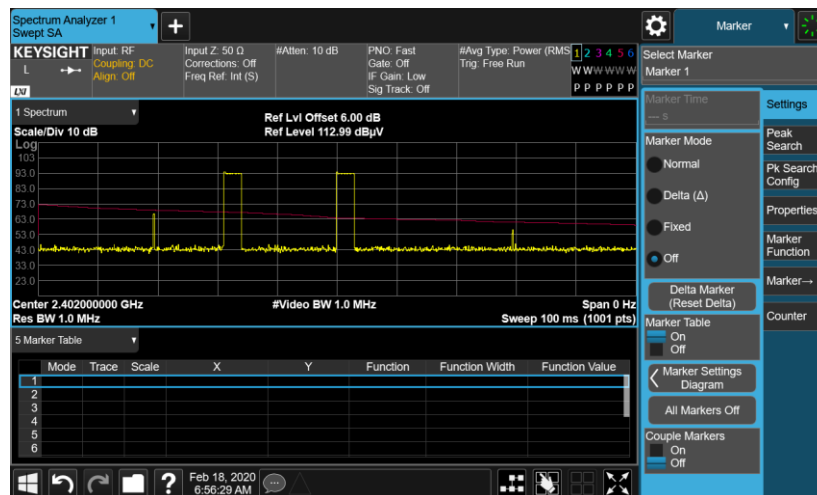 Spectrum Analyzer 1
Swept SA
+
Marker
KEYSIGHT
L
LXI
Input: RF
Coupling: DC
Align: Off
Input Z: 50 Ω
Corrections: Off
Freq Ref: Int (S)
#Atten: 10 dB
PNO: Fast
Gate: Off
IF Gain: Low
Sig Track: Off
#Avg Type: Power (RMS
Trig: Free Run
1 2 3 4 5 6
W W W W W W
P P P P P P
Select Marker
Marker 1
1 Spectrum
Scale/Div 10 dB
Ref Lvl Offset 6.00 dB
Ref Level 112.99 dBµV
Log
103
93.0
83.0
73.0
63.0
53.0
43.0
33.0
23.0
Center 2.402000000 GHz
Res BW 1.0 MHz
#Video BW 1.0 MHz
Span 0 Hz
Sweep 100 ms (1001 pts)
5 Marker Table
Mode Trace Scale X Y Function Function Width Function Value
1
2
3
4
5
6
Marker Time
--- s
Marker Mode
Normal
Delta (Δ)
Fixed
Off
Delta Marker
(Reset Delta)
Marker Table
On
Off
Marker Settings
Diagram
All Markers Off
Couple Markers
On
Off
Settings
Peak
Search
Pk Search
Config
Properties
Marker
Function
Marker→
Counter
?
Feb 18, 2020
6:56:29 AM